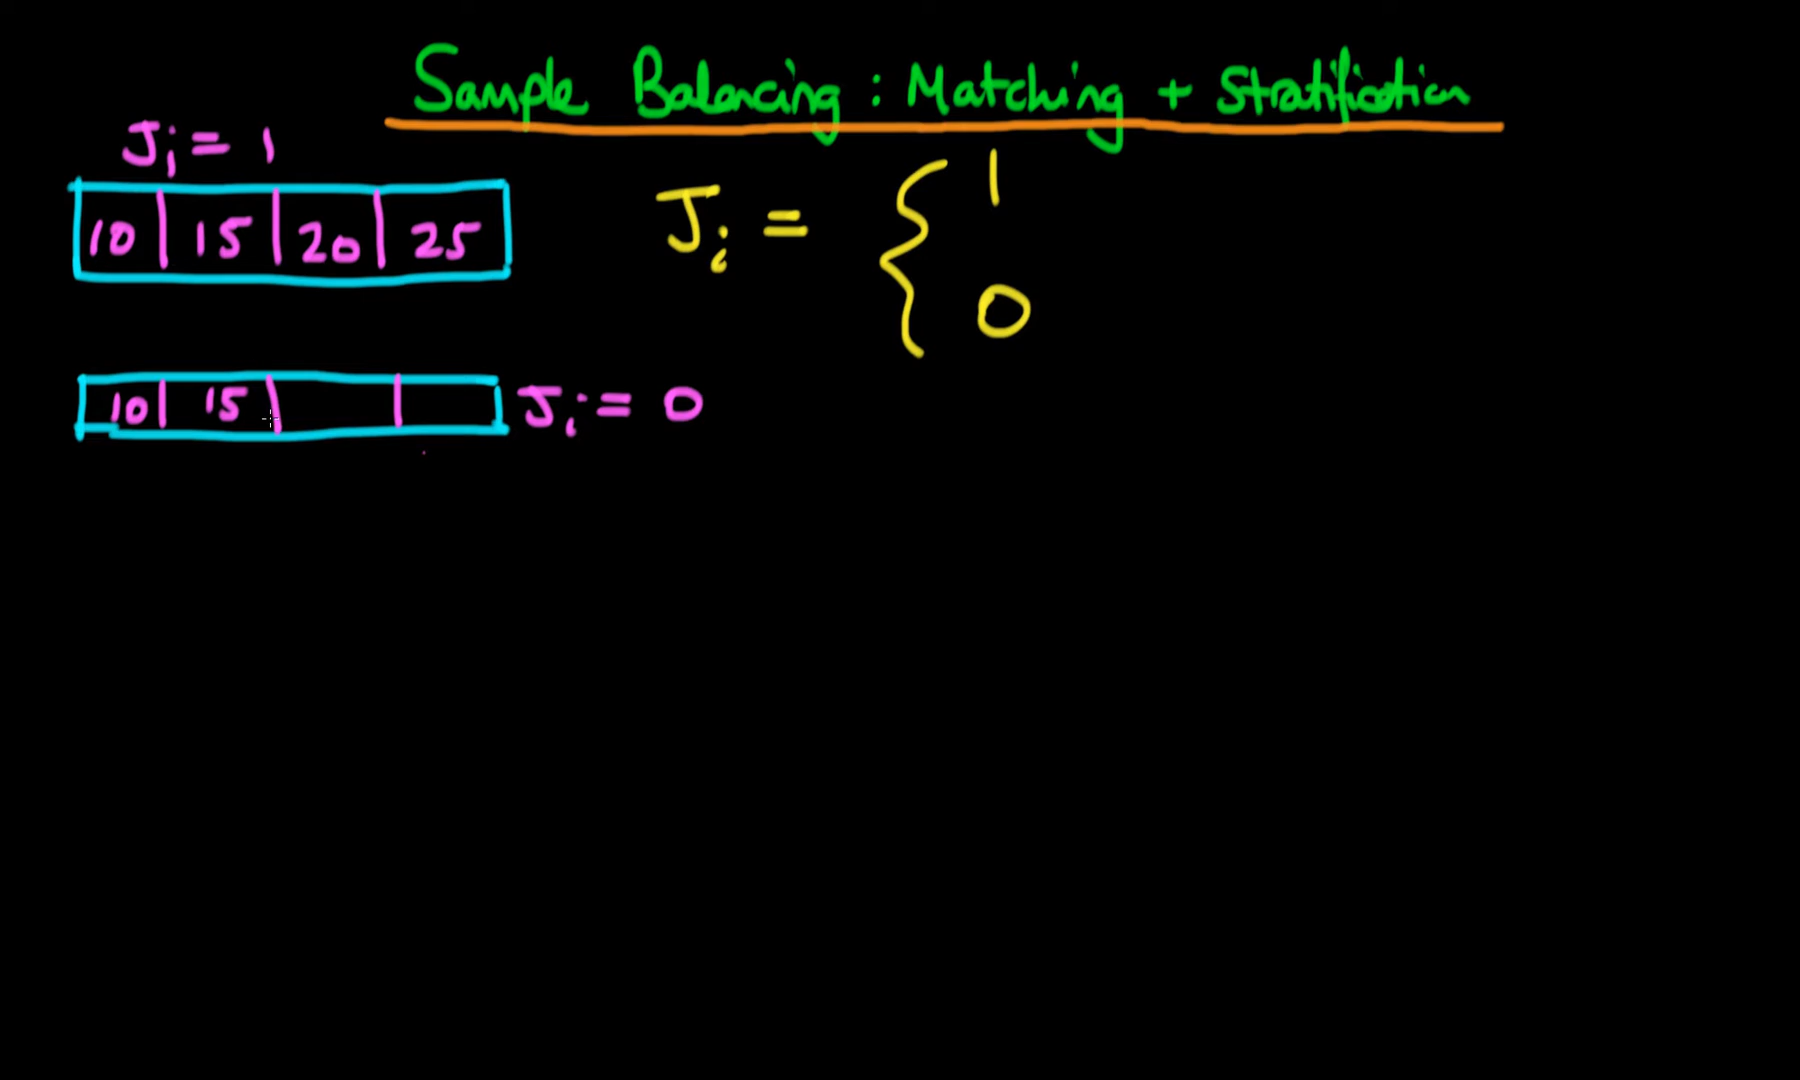 Sample Balancing : Matching + Stratification
Ji = 1
10 15 20 25
Ji = { 1
0
10 15
Ji = 0